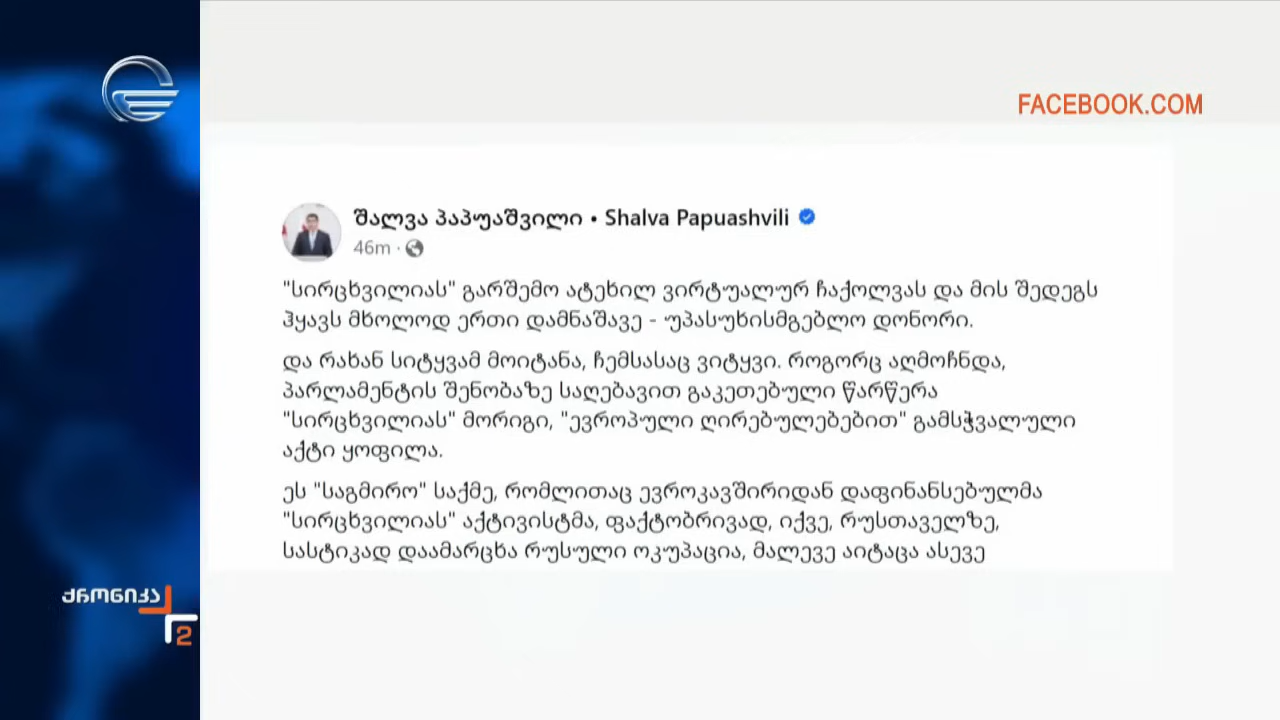 FACEBOOK.COM
შალვა პაპუაშვილი • Shalva Papuashvili
46m ·
"სირცხვილიას" გარშემო ატეხილ ვირტუალურ ჩაქოლვას და მის შედეგს
ჰყავს მხოლოდ ერთი დამნაშავე - უპასუხისმგებლო დონორი.
და რახან სიტყვამ მოიტანა, ჩემსასაც ვიტყვი. როგორც აღმოჩნდა,
პარლამენტის შენობაზე საღებავით გაკეთებული წარწერა
"სირცხვილიას" მორიგი, "ევროპული ღირებულებებით" გამსჭვალული
აქტი ყოფილა.
ეს "საგმირო" საქმე, რომლითაც ევროკავშირიდან დაფინანსებულმა
"სირცხვილიას" აქტივისტმა, ფაქტობრივად, იქვე, რუსთაველზე,
სასტიკად დაამარცხა რუსული ოკუპაცია, მალევე აიტაცა ასევე
ქრონიკა
2